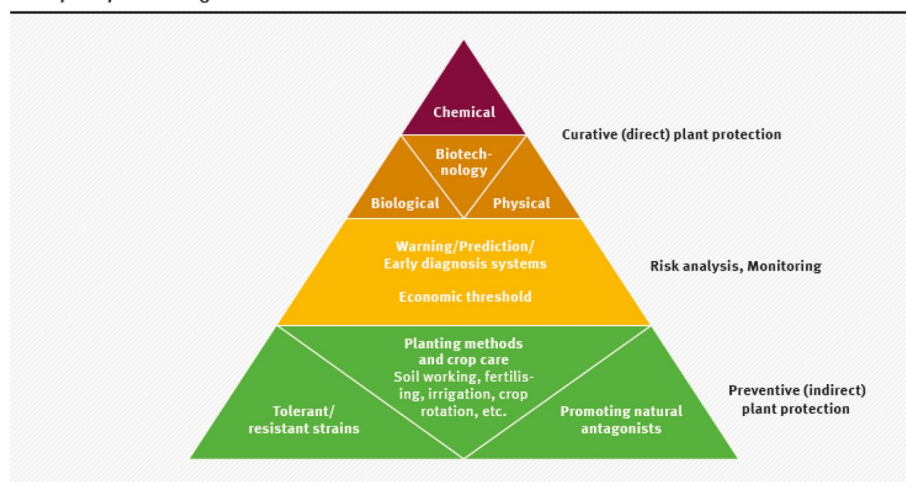 Chemical
Curative (direct) plant protection
Biotech-
nology
Biological
Physical
Warning/Prediction/
Early diagnosis systems
Economic threshold
Risk analysis, Monitoring
Planting methods
and crop care
Soil working, fertilis-
ing, irrigation, crop
rotation, etc.
Tolerant/
resistant strains
Promoting natural
antagonists
Preventive (indirect)
plant protection